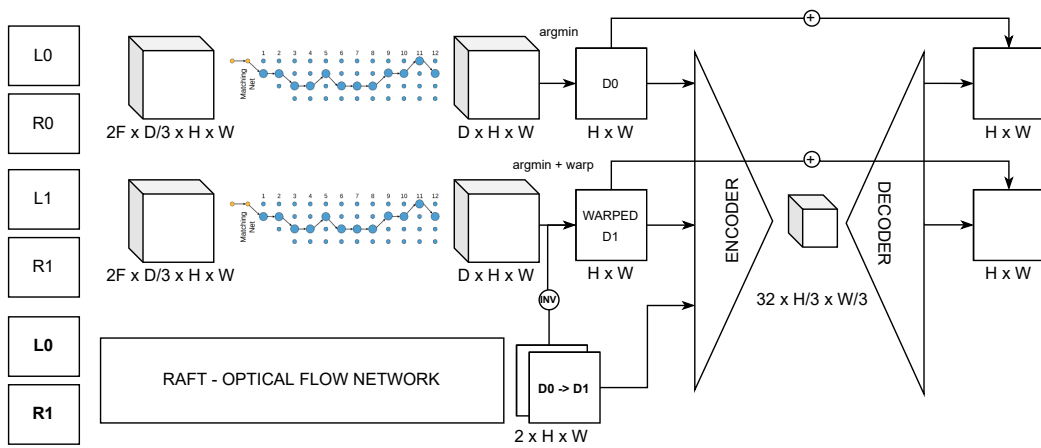 L0
R0
L1
R1
L0
R1
2F x D/3 x H x W
1 2 3 4 5 6 7 8 9 10 11 12
Matching
Net
D x H x W
argmin
D0
H x W
+
H x W
2F x D/3 x H x W
1 2 3 4 5 6 7 8 9 10 11 12
Matching
Net
D x H x W
argmin + warp
WARPED
D1
H x W
+
H x W
INV
RAFT - OPTICAL FLOW NETWORK
D0 -> D1
2 x H x W
ENCODER
32 x H/3 x W/3
DECODER